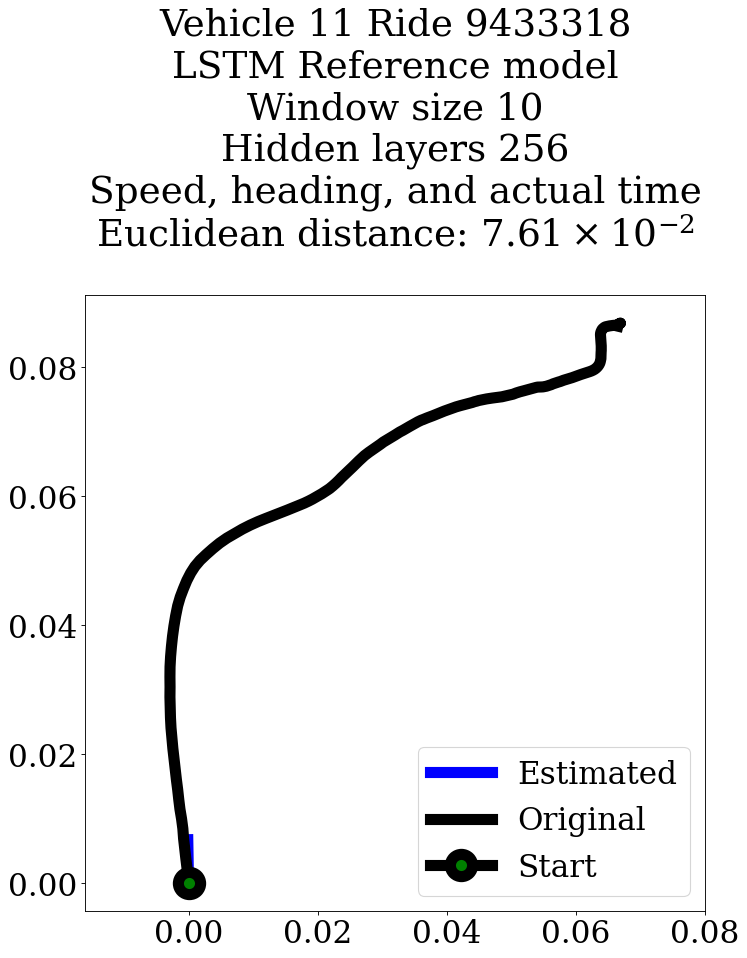 Vehicle 11 Ride 9433318
LSTM Reference model
Window size 10
Hidden layers 256
Speed, heading, and actual time
Euclidean distance: 7.61 × 10⁻²
0.08
0.06
0.04
0.02
0.00
Estimated
Original
Start
0.00 0.02 0.04 0.06 0.08